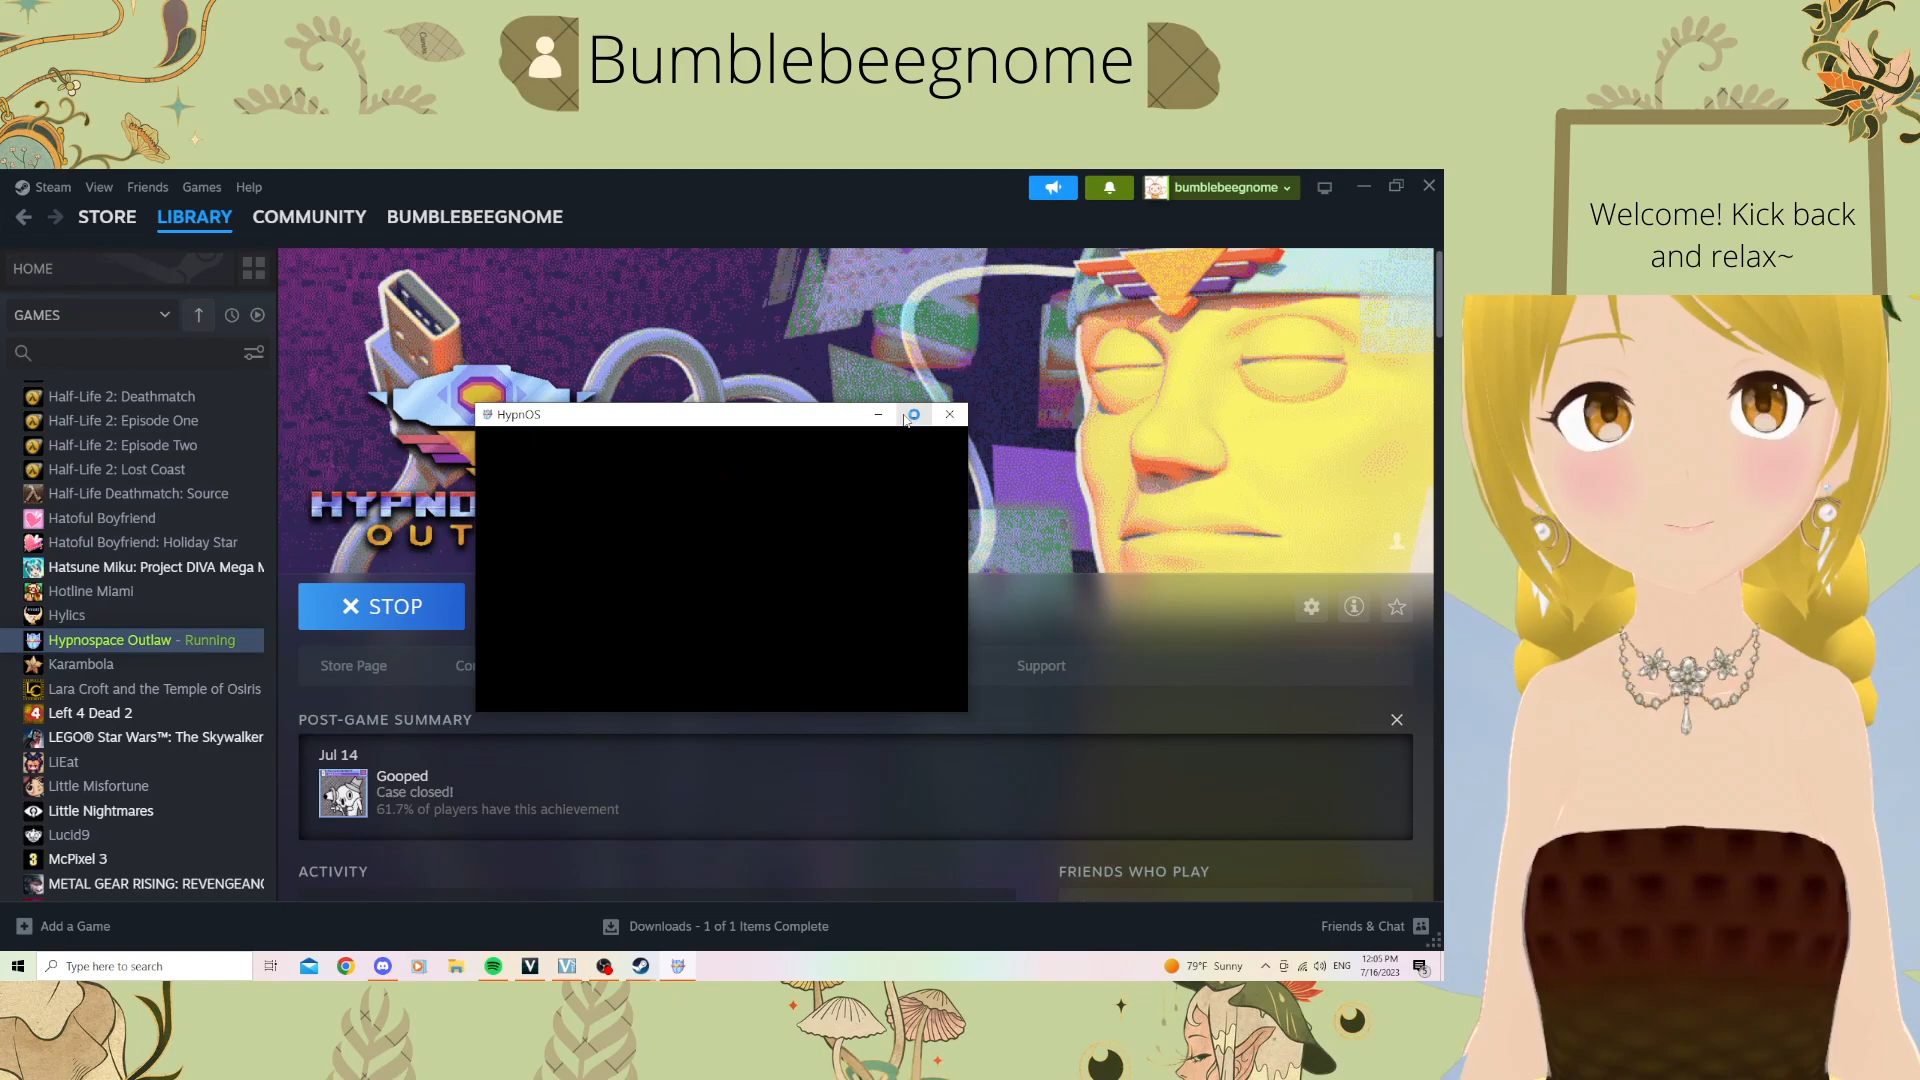 Bumblebeegnome
Welcome! Kick back
and relax~
Steam View Friends Games Help
bumblebeegnome
STORE LIBRARY COMMUNITY BUMBLEBEEGNOME
HOME
GAMES
Half-Life 2: Deathmatch
Half-Life 2: Episode One
Half-Life 2: Episode Two
Half-Life 2: Lost Coast
Half-Life Deathmatch: Source
Hatoful Boyfriend
Hatoful Boyfriend: Holiday Star
Hatsune Miku: Project DIVA Mega M
Hotline Miami
Hylics
Hypnospace Outlaw - Running
Karambola
Lara Croft and the Temple of Osiris
Left 4 Dead 2
LEGO® Star Wars™: The Skywalker
LiEat
Little Misfortune
Little Nightmares
Lucid9
McPixel 3
METAL GEAR RISING: REVENGEANC
HypnOS
HYPNO
OUT
STOP
Store Page Co Support
POST-GAME SUMMARY
Jul 14
Gooped
Case closed!
61.7% of players have this achievement
ACTIVITY FRIENDS WHO PLAY
Add a Game Downloads - 1 of 1 Items Complete Friends & Chat
Type here to search 79°F Sunny ENG 12:05 PM
7/16/2023